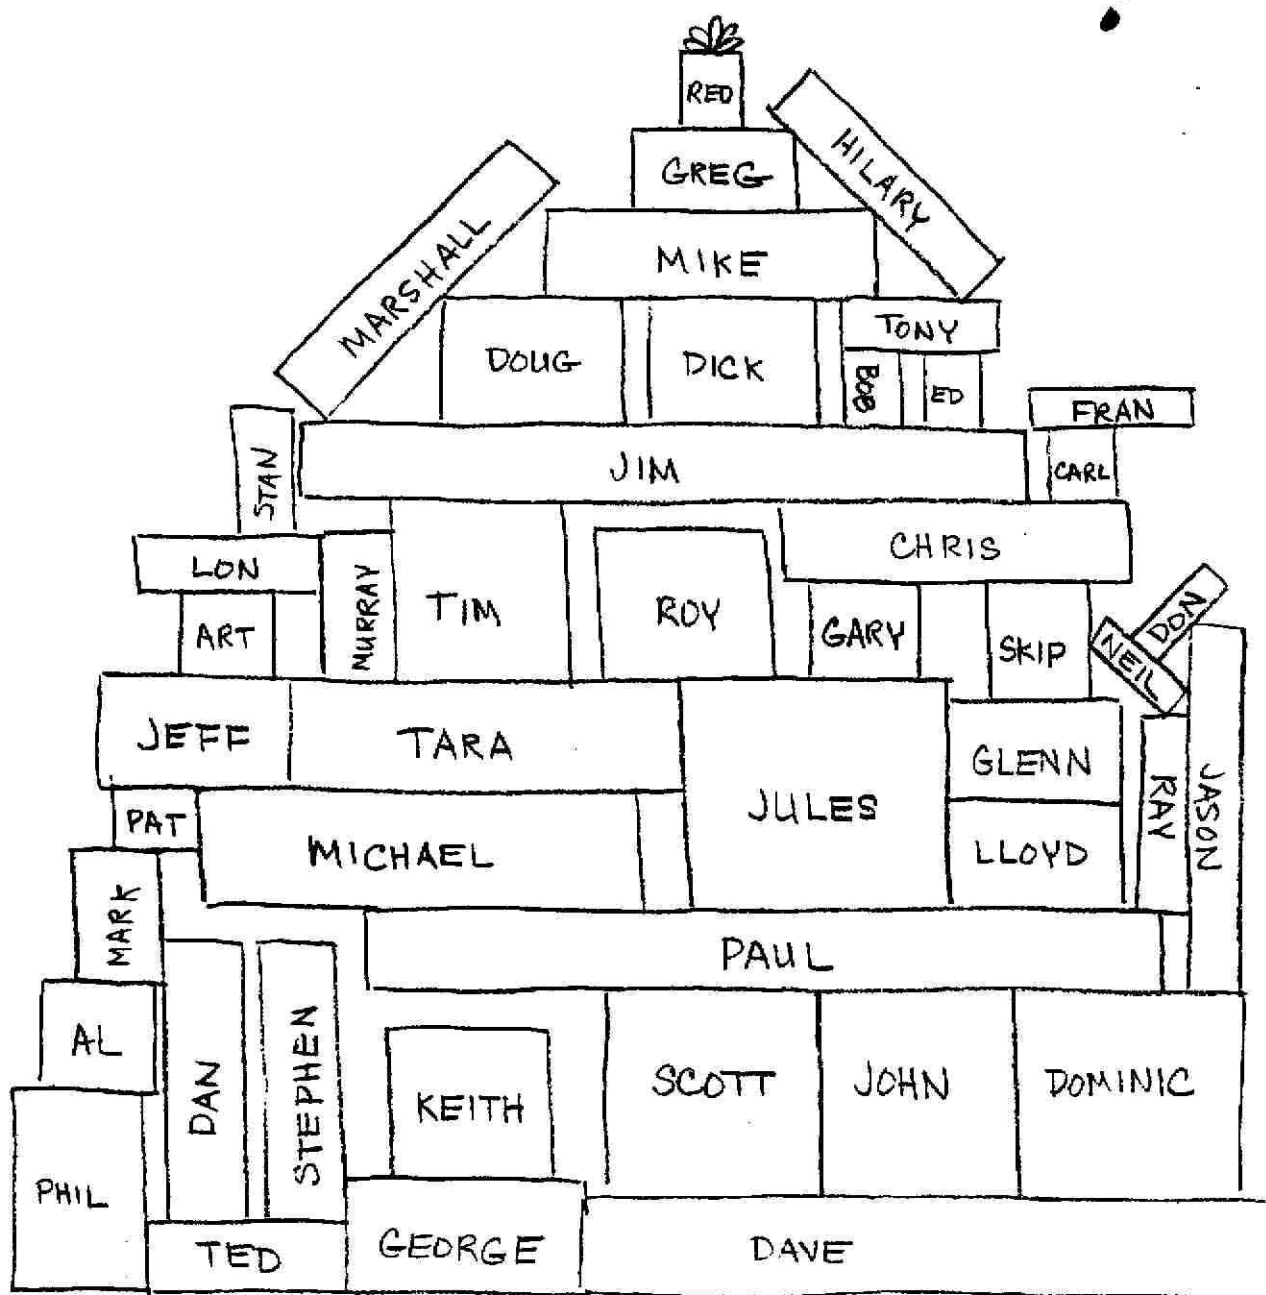 RED
GREG
HILARY
MARSHALL
MIKE
TONY
DOUG
DICK
BOB
ED
FRAN
JIM
STAN
CARL
CHRIS
LON
MURRAY
TIM
ROY
ART
GARY
SKIP
NEIL
DON
JEFF
TARA
GLENN
JULES
RAY
JASON
PAT
MICHAEL
LLOYD
MARK
PAUL
AL
DAN
STEPHEN
KEITH
SCOTT
JOHN
DOMINIC
PHIL
TED
GEORGE
DAVE